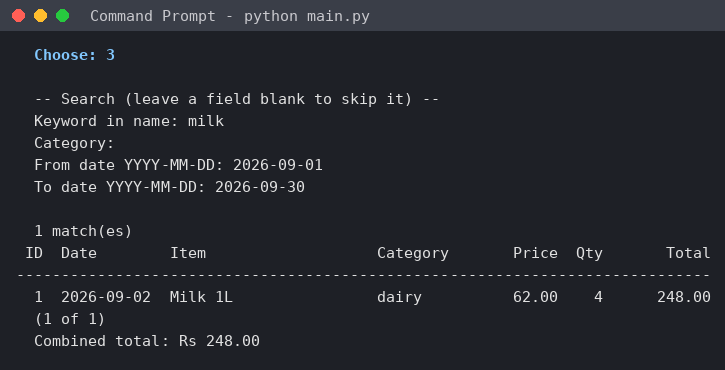 Command Prompt - python main.py
Choose: 3
-- Search (leave a field blank to skip it) --
Keyword in name: milk
Category:
From date YYYY-MM-DD: 2026-09-01
To date YYYY-MM-DD: 2026-09-30
1 match(es)
ID  Date        Item                   Category       Price  Qty       Total
-----------------------------------------------------------------------------
1  2026-09-02  Milk 1L                dairy          62.00    4      248.00
(1 of 1)
Combined total: Rs 248.00